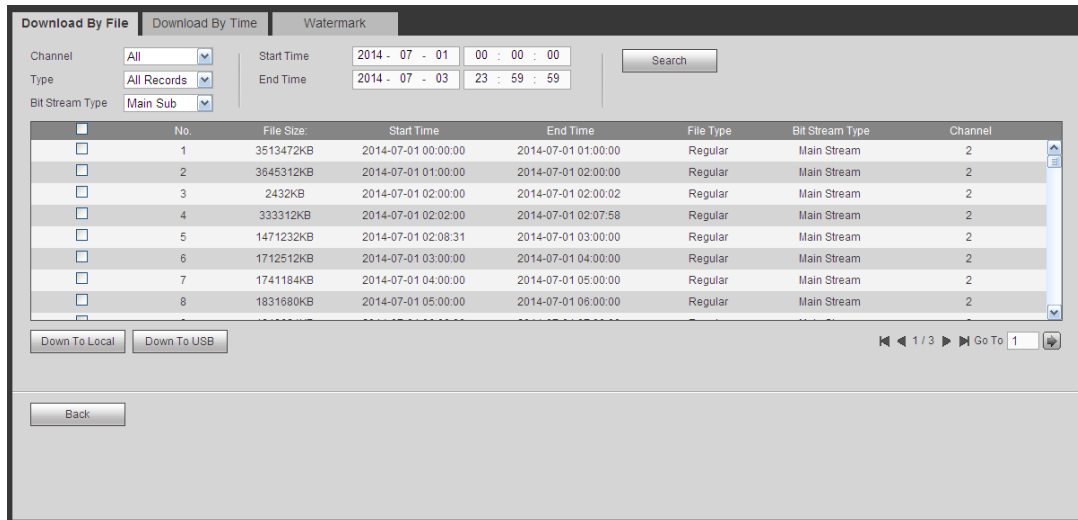 Download By File Download By Time Watermark
Channel All Start Time 2014 - 07 - 01 00 : 00 : 00 Search
Type All Records End Time 2014 - 07 - 03 23 : 59 : 59
Bit Stream Type Main Sub
No. File Size: Start Time End Time File Type Bit Stream Type Channel
1 3513472KB 2014-07-01 00:00:00 2014-07-01 01:00:00 Regular Main Stream 2
2 3645312KB 2014-07-01 01:00:00 2014-07-01 02:00:00 Regular Main Stream 2
3 2432KB 2014-07-01 02:00:00 2014-07-01 02:00:02 Regular Main Stream 2
4 333312KB 2014-07-01 02:02:00 2014-07-01 02:07:58 Regular Main Stream 2
5 1471232KB 2014-07-01 02:08:31 2014-07-01 03:00:00 Regular Main Stream 2
6 1712512KB 2014-07-01 03:00:00 2014-07-01 04:00:00 Regular Main Stream 2
7 1741184KB 2014-07-01 04:00:00 2014-07-01 05:00:00 Regular Main Stream 2
8 1831680KB 2014-07-01 05:00:00 2014-07-01 06:00:00 Regular Main Stream 2
Down To Local Down To USB 1 / 3 Go To 1
Back